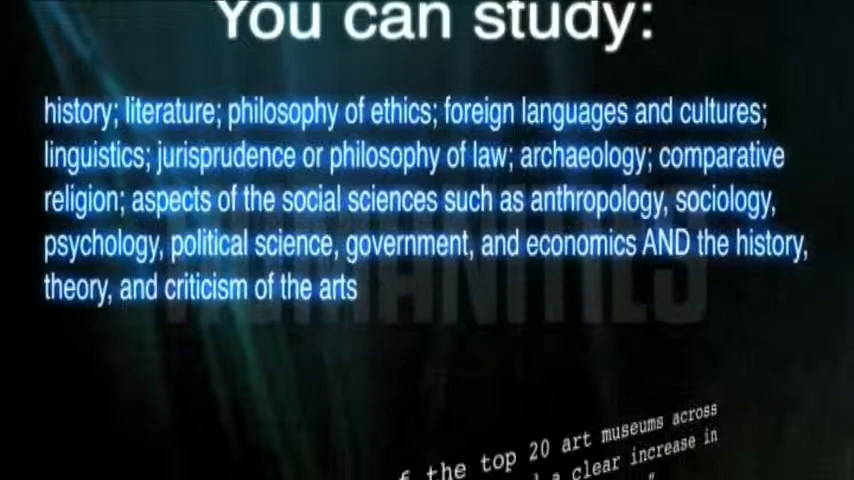 You can study:
history; literature; philosophy of ethics; foreign languages and cultures;
linguistics; jurisprudence or philosophy of law; archaeology; comparative
religion; aspects of the social sciences such as anthropology, sociology,
psychology, political science, government, and economics AND the history,
theory, and criticism of the arts
HUMANITIES
the top 20 art museums across
a clear increase in